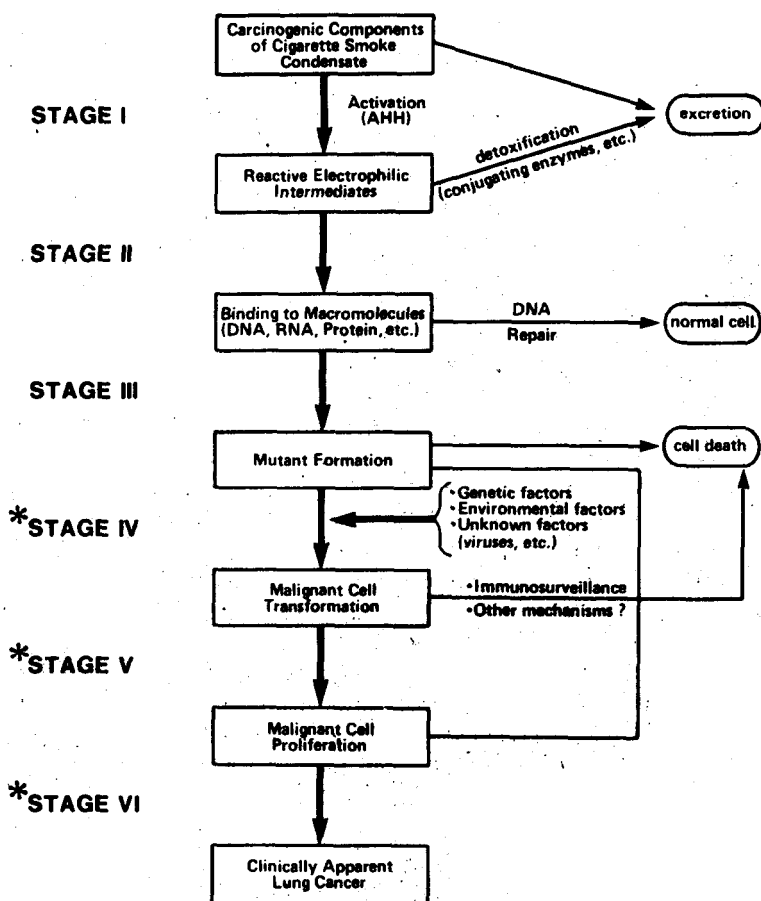 Carcinogenic Components
of Cigarette Smoke
Condensate
STAGE I
Activation
(AHH)
excretion
detoxification
(conjugating enzymes, etc.)
Reactive Electrophilic
Intermediates
STAGE II
Binding to Macromolecules
(DNA, RNA, Protein, etc.)
DNA
Repair
normal cell
STAGE III
Mutant Formation
cell death
*STAGE IV
•Genetic factors
•Environmental factors
•Unknown factors
(viruses, etc.)
Malignant Cell
Transformation
•Immunosurveillance
•Other mechanisms ?
*STAGE V
Malignant Cell
Proliferation
*STAGE VI
Clinically Apparent
Lung Cancer